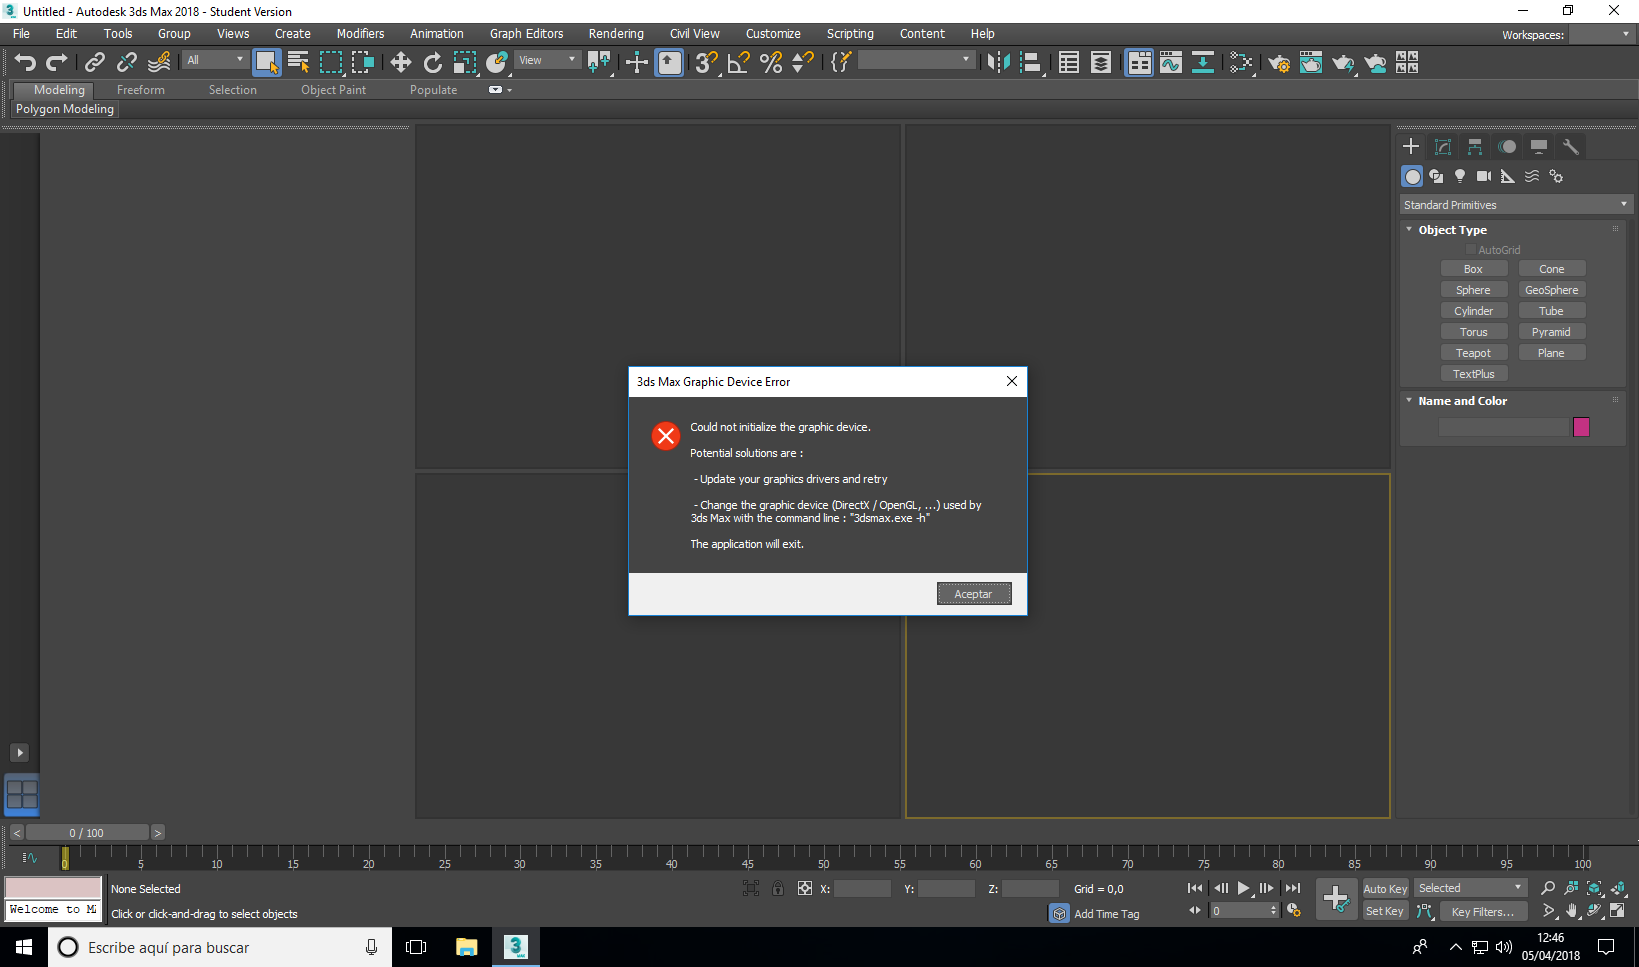 Untitled - Autodesk 3ds Max 2018 - Student Version
File Edit Tools Group Views Create Modifiers Animation Graph Editors Rendering Civil View Customize Scripting Content Help
Workspaces:
All View
Modeling Freeform Selection Object Paint Populate
Polygon Modeling
Standard Primitives
Object Type
AutoGrid
Box Cone
Sphere GeoSphere
Cylinder Tube
Torus Pyramid
Teapot Plane
TextPlus
Name and Color
3ds Max Graphic Device Error
Could not initialize the graphic device.
Potential solutions are :
- Update your graphics drivers and retry
- Change the graphic device (DirectX / OpenGL, ...) used by
3ds Max with the command line : "3dsmax.exe -h"
The application will exit.
Aceptar
< 0 / 100 >
0 5 10 15 20 25 30 35 40 45 50 55 60 65 70 75 80 85 90 95 100
None Selected X: Y: Z: Grid = 0,0 Auto Key Selected
Welcome to M
Click or click-and-drag to select objects Add Time Tag 0 Set Key Key Filters...
Escribe aquí para buscar
12:46
05/04/2018